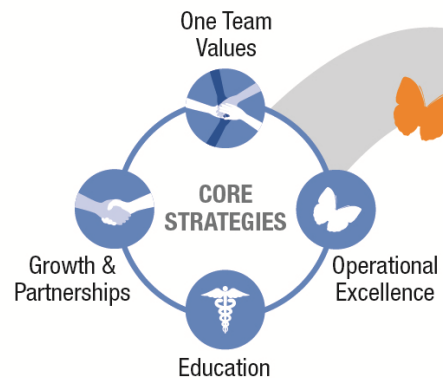 One Team
Values
CORE
STRATEGIES
Growth &
Partnerships
Operational
Excellence
Education